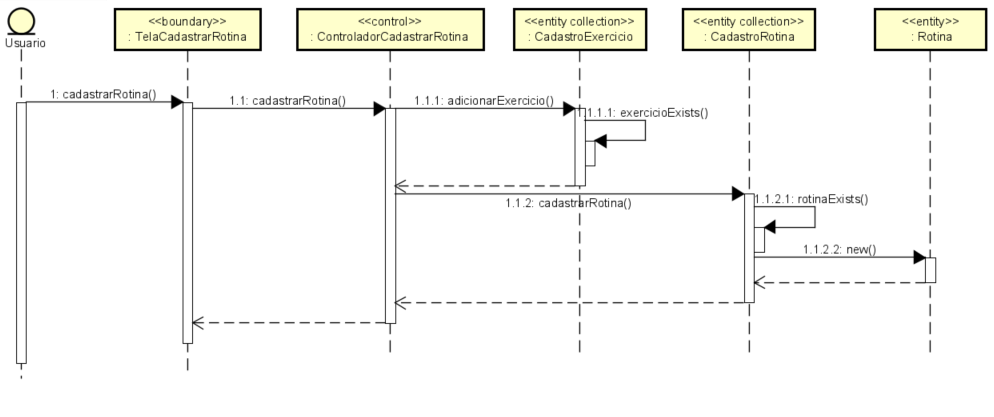 Usuario
<<boundary>>
: TelaCadastrarRotina
<<control>>
: ControladorCadastrarRotina
<<entity collection>>
: CadastroExercicio
<<entity collection>>
: CadastroRotina
<<entity>>
: Rotina
1: cadastrarRotina()
1.1: cadastrarRotina()
1.1.1: adicionarExercicio()
1.1.1.1: exercicioExists()
1.1.2: cadastrarRotina()
1.1.2.1: rotinaExists()
1.1.2.2: new()